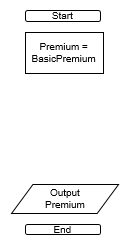 Start
Premium =
BasicPremium
Output
Premium
End